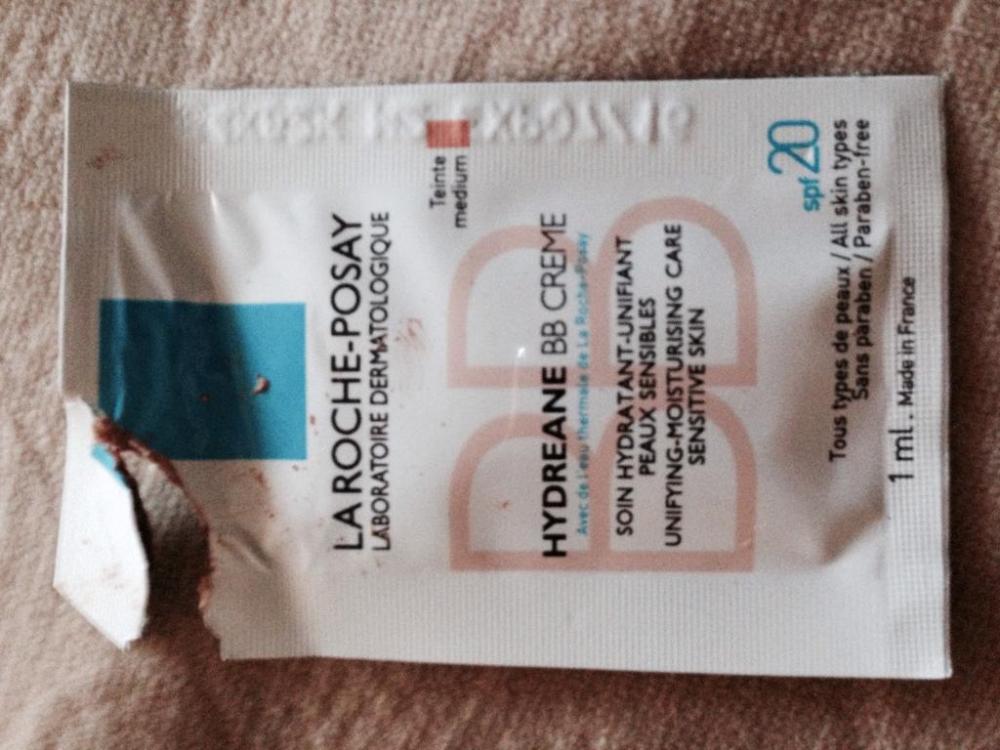 LA ROCHE-POSAY
LABORATOIRE DERMATOLOGIQUE
Teinte
medium
HYDREANE BB CREME
Avec de l'eau thermale de La Roche-Posay
SOIN HYDRATANT-UNIFIANT
PEAUX SENSIBLES
UNIFYING-MOISTURISING CARE
SENSITIVE SKIN
BB
spf 20
Tous types de peaux / All skin types
Sans paraben / Paraben-free
1 ml . Made in France